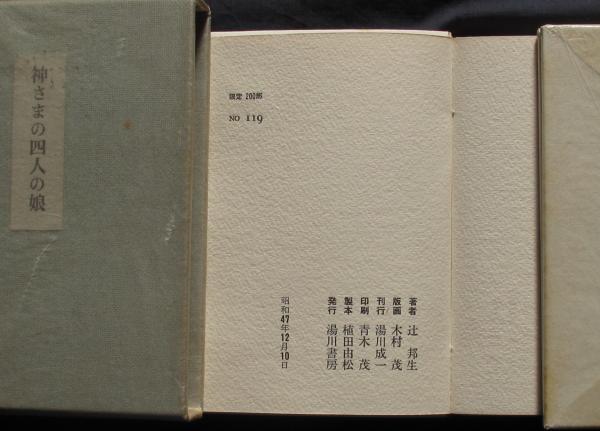 神さまの四人の娘
限定 200部
NO 119
著者 辻 邦生
版画 木村 茂
刊行 湯川成一
印刷 青木 茂
製本 植田由松
発行 湯川書房
昭和47年12月10日